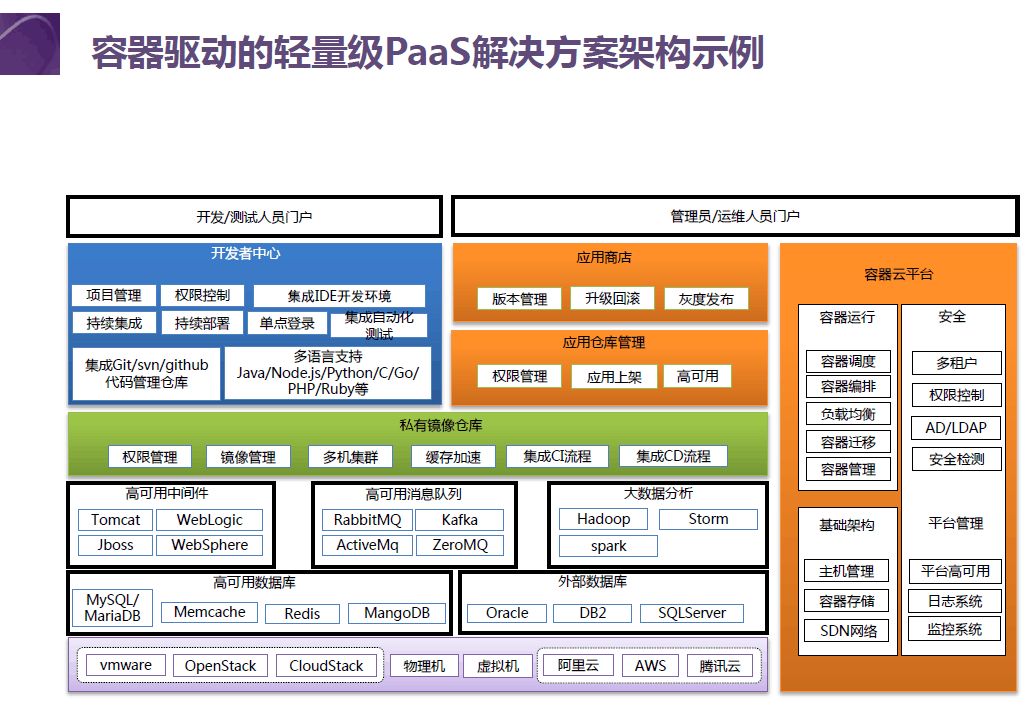 容器驱动的轻量级PaaS解决方案架构示例
开发/测试人员门户
管理员/运维人员门户
开发者中心
项目管理
权限控制
集成IDE开发环境
持续集成
持续部署
单点登录
集成自动化
测试
集成Git/svn/github
代码管理仓库
多语言支持
Java/Node.js/Python/C/Go/
PHP/Ruby等
应用商店
版本管理
升级回滚
灰度发布
应用仓库管理
权限管理
应用上架
高可用
私有镜像仓库
权限管理
镜像管理
多机集群
缓存加速
集成CI流程
集成CD流程
高可用中间件
Tomcat
WebLogic
Jboss
WebSphere
高可用消息队列
RabbitMQ
Kafka
ActiveMq
ZeroMQ
大数据分析
Hadoop
Storm
spark
高可用数据库
MySQL/
MariaDB
Memcache
Redis
MangoDB
外部数据库
Oracle
DB2
SQLServer
vmware
OpenStack
CloudStack
物理机
虚拟机
阿里云
AWS
腾讯云
容器云平台
容器运行
容器调度
容器编排
负载均衡
容器迁移
容器管理
安全
多租户
权限控制
AD/LDAP
安全检测
基础架构
主机管理
容器存储
SDN网络
平台管理
平台高可用
日志系统
监控系统